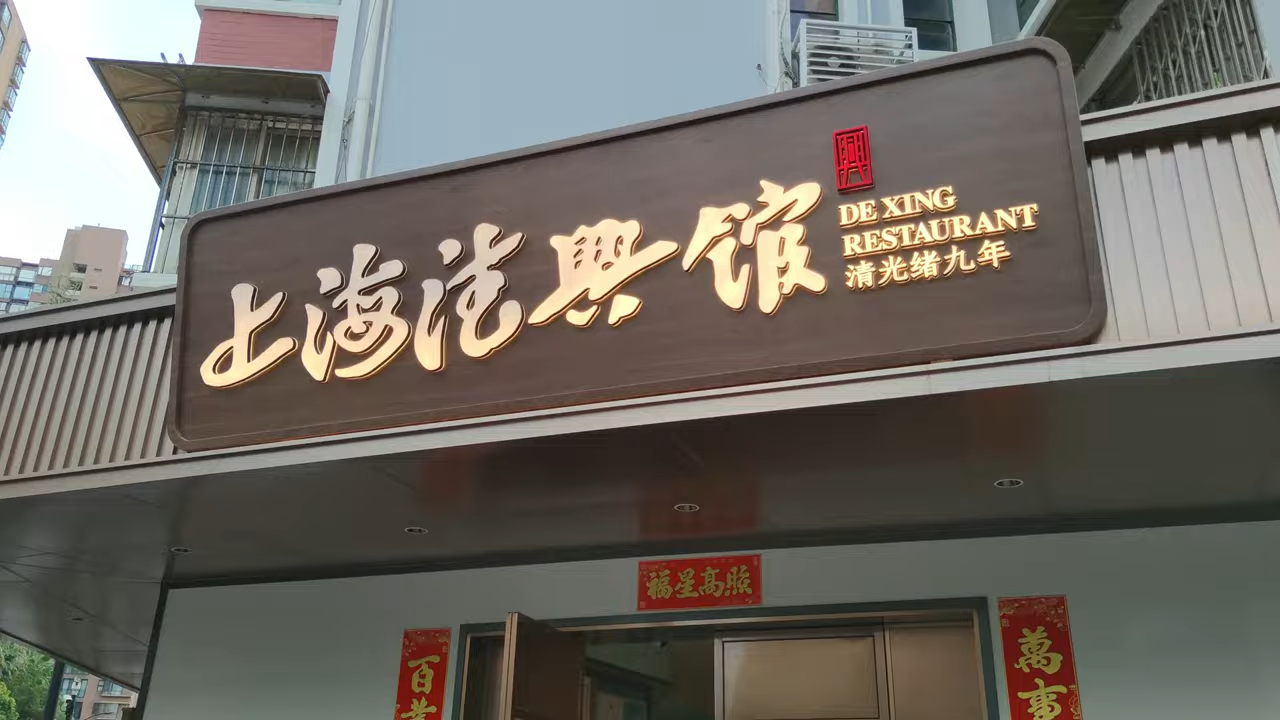 上海德興馆
興
DE XING
RESTAURANT
清光绪九年
福星高照
百
萬事